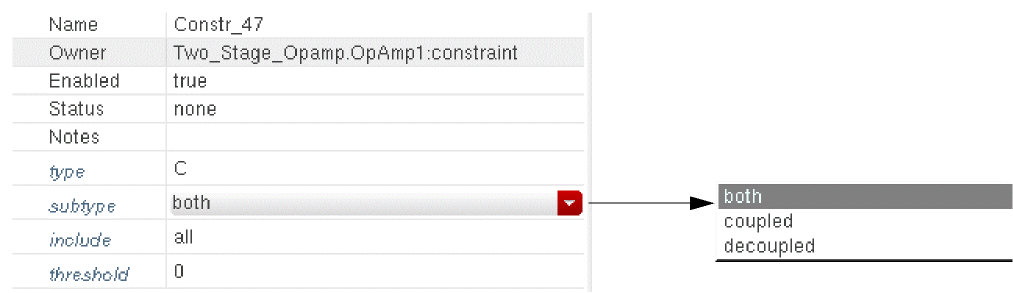 Name Constr_47
Owner Two_Stage_Opamp.OpAmp1:constraint
Enabled true
Status none
Notes
type C
subtype both
include all
threshold 0
both
coupled
decoupled